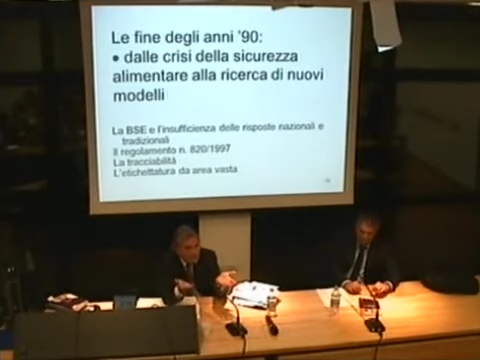 Le fine degli anni '90:
• dalle crisi della sicurezza
alimentare alla ricerca di nuovi
modelli
La BSE e l'insufficienza delle risposte nazionali e
tradizionali
Il regolamento n. 820/1997
La tracciabilità
L'etichettatura da area vasta